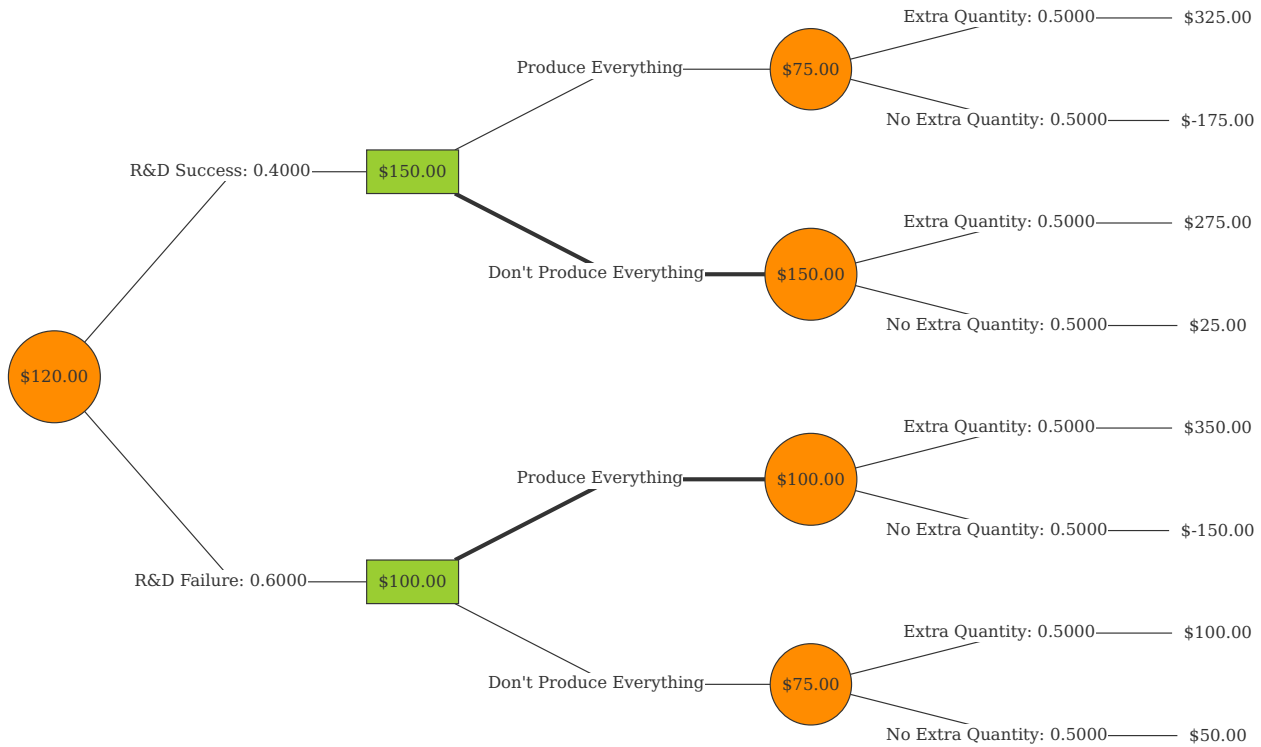 Extra Quantity: 0.5000
$325.00
Produce Everything
$75.00
No Extra Quantity: 0.5000
$-175.00
R&D Success: 0.4000
$150.00
Extra Quantity: 0.5000
$275.00
Don't Produce Everything
$150.00
No Extra Quantity: 0.5000
$25.00
$120.00
Extra Quantity: 0.5000
$350.00
Produce Everything
$100.00
No Extra Quantity: 0.5000
$-150.00
R&D Failure: 0.6000
$100.00
Extra Quantity: 0.5000
$100.00
Don't Produce Everything
$75.00
No Extra Quantity: 0.5000
$50.00